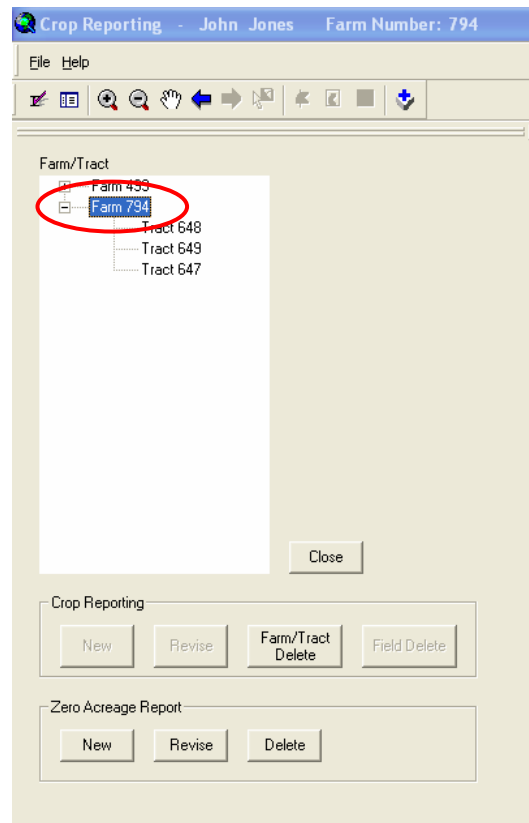 Crop Reporting - John Jones Farm Number: 794
File Help
Farm/Tract
Farm 493
Farm 794
Tract 648
Tract 649
Tract 647
Close
Crop Reporting
New Revise Farm/Tract Delete Field Delete
Zero Acreage Report
New Revise Delete